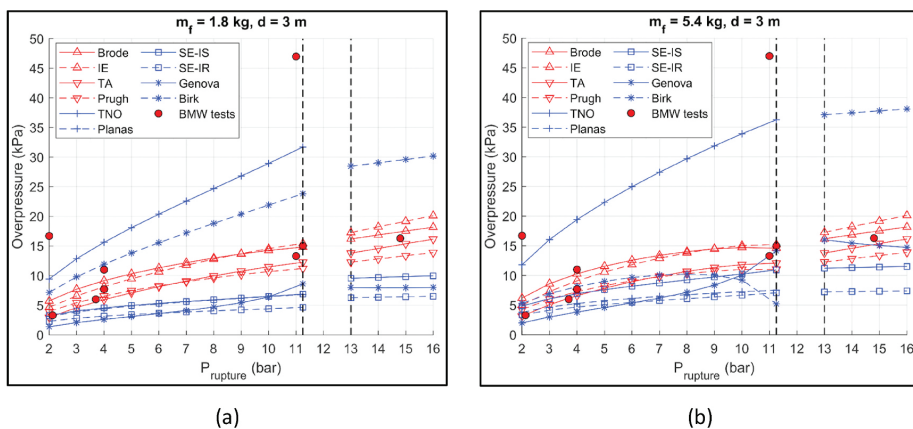 m_f = 1.8 kg, d = 3 m
Overpressure (kPa)
50
45
40
35
30
25
20
15
10
5
0
Brode
IE
TA
Prugh
TNO
Planas
SE-IS
SE-IR
Genova
Birk
BMW tests
2 3 4 5 6 7 8 9 10 11 12 13 14 15 16
P_rupture (bar)
(a)
m_f = 5.4 kg, d = 3 m
Overpressure (kPa)
50
45
40
35
30
25
20
15
10
5
0
Brode
IE
TA
Prugh
TNO
Planas
SE-IS
SE-IR
Genova
Birk
BMW tests
2 3 4 5 6 7 8 9 10 11 12 13 14 15 16
P_rupture (bar)
(b)